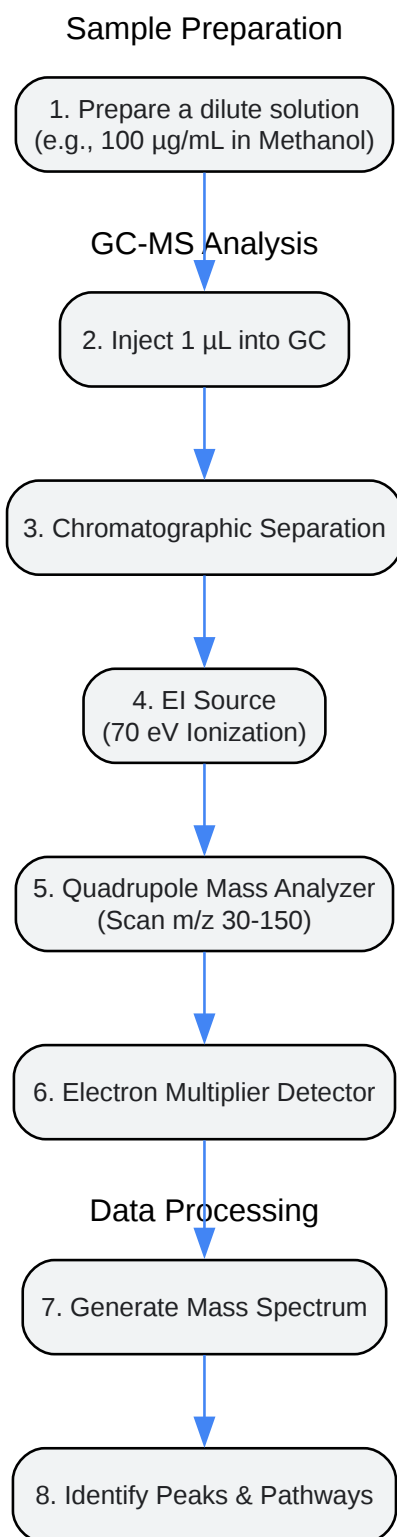 Sample Preparation
1. Prepare a dilute solution
(e.g., 100 µg/mL in Methanol)
GC-MS Analysis
2. Inject 1 µL into GC
3. Chromatographic Separation
4. EI Source
(70 eV Ionization)
5. Quadrupole Mass Analyzer
(Scan m/z 30-150)
6. Electron Multiplier Detector
Data Processing
7. Generate Mass Spectrum
8. Identify Peaks & Pathways